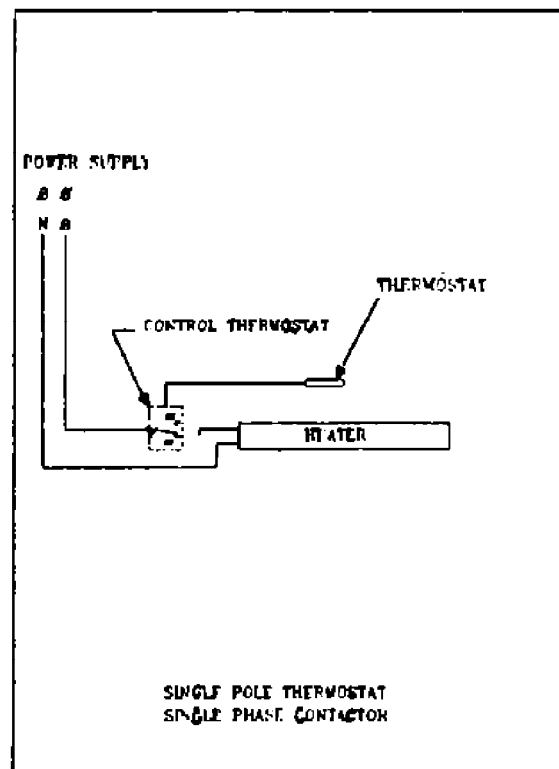 POWER SUPPLY
THERMOSTAT
CONTROL THERMOSTAT
HEATER
SINGLE POLE THERMOSTAT
SINGLE PHASE CONTACTOR